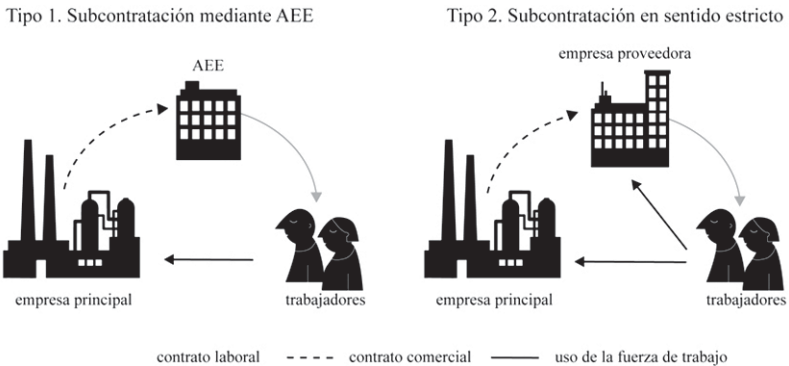 Tipo 1. Subcontratación mediante AEE
Tipo 2. Subcontratación en sentido estricto
AEE
empresa proveedora
empresa principal
trabajadores
empresa principal
trabajadores
contrato laboral
contrato comercial
uso de la fuerza de trabajo